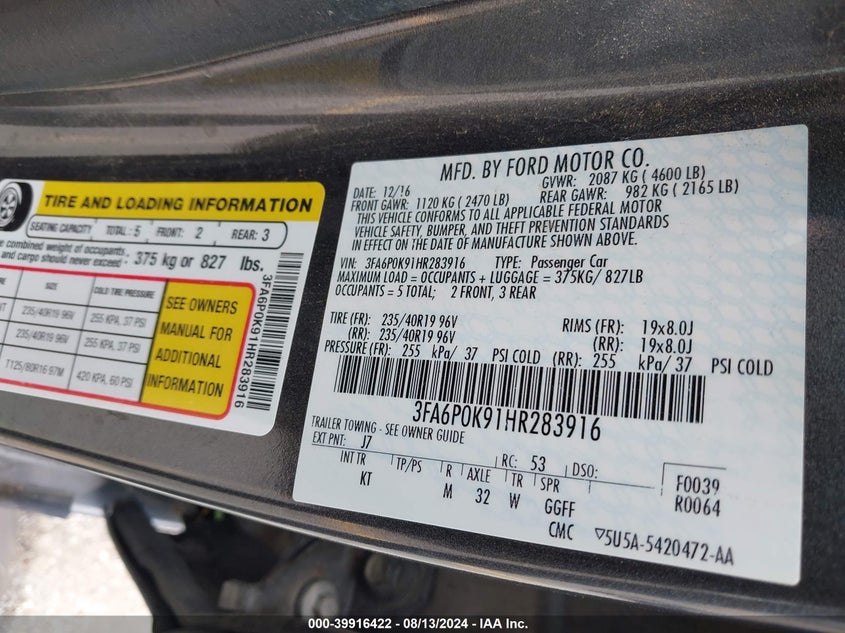 TIRE AND LOADING INFORMATION
SEATING CAPACITY TOTAL: 5 FRONT: 2 REAR: 3
combined weight of occupants
and cargo should never exceed : 375 kg or 827 lbs.
SIZE COLD TIRE PRESSURE
235/40R19 96V 255 KPA, 37 PSI
235/40R19 96V 255 KPA, 37 PSI
T125/80R16 97M 420 KPA, 60 PSI
SEE OWNERS
MANUAL FOR
ADDITIONAL
INFORMATION
3FA6P0K91HR283916
MFD. BY FORD MOTOR CO.
DATE: 12/16 GVWR: 2087 KG ( 4600 LB)
FRONT GAWR: 1120 KG ( 2470 LB) REAR GAWR: 982 KG ( 2165 LB)
THIS VEHICLE CONFORMS TO ALL APPLICABLE FEDERAL MOTOR
VEHICLE SAFETY, BUMPER, AND THEFT PREVENTION STANDARDS
IN EFFECT ON THE DATE OF MANUFACTURE SHOWN ABOVE.
VIN: 3FA6P0K91HR283916 TYPE: Passenger Car
MAXIMUM LOAD = OCCUPANTS + LUGGAGE = 375KG/ 827LB
OCCUPANTS = 5 TOTAL: 2 FRONT, 3 REAR
TIRE (FR): 235/40R19 96V RIMS (FR): 19x8.0J
(RR): 235/40R19 96V (RR): 19x8.0J
PRESSURE (FR): 255 kPa/ 37 PSI COLD (RR): 255 kPa/ 37 PSI COLD
3FA6P0K91HR283916
TRAILER TOWING - SEE OWNER GUIDE
EXT PNT: J7 RC: 53 DSO: F0039
INT TR TP/PS R AXLE TR SPR R0064
KT M 32 W GGFF
CMC ▽5U5A-5420472-AA
000-39916422 - 08/13/2024 - IAA Inc.